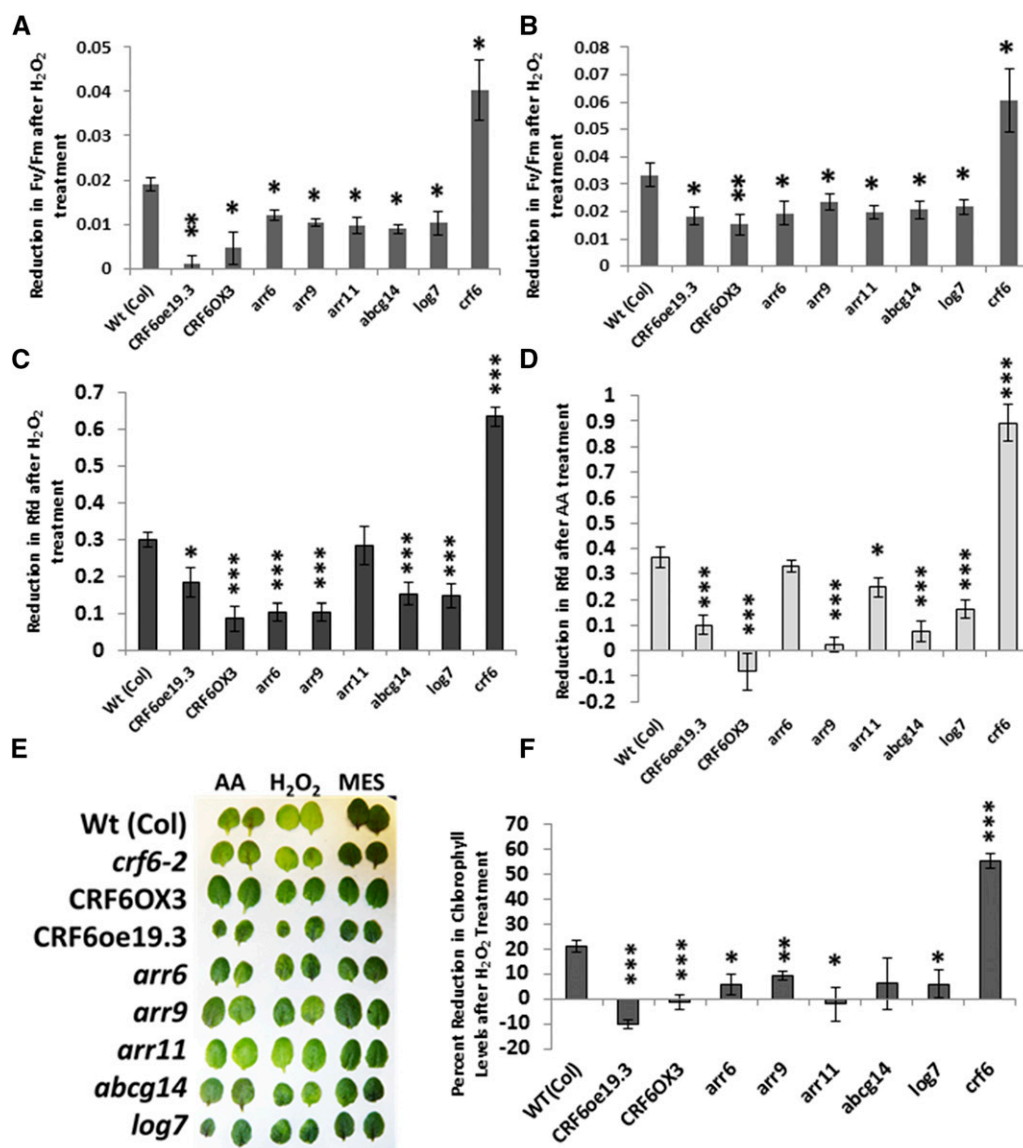 A
Reduction in Fv/Fm after H2O2
treatment
0.05
0.04
0.03
0.02
0.01
0
*
**
*
*
*
*
*
*
Wt (Col)
CRF6oe19.3
CRF6OX3
arr6
arr9
arr11
abcg14
log7
crf6
B
Reduction in Fv/Fm after H2O2
treatment
0.08
0.07
0.06
0.05
0.04
0.03
0.02
0.01
0
*
**
*
*
*
*
*
*
Wt (Col)
CRF6oe19.3
CRF6OX3
arr6
arr9
arr11
abcg14
log7
crf6
C
Reduction in Rfd after H2O2
treatment
0.7
0.6
0.5
0.4
0.3
0.2
0.1
0
*
***
***
***
***
***
***
Wt (Col)
CRF6oe19.3
CRF6OX3
arr6
arr9
arr11
abcg14
log7
crf6
D
Reduction in Rfd after AA treatment
1
0.9
0.8
0.7
0.6
0.5
0.4
0.3
0.2
0.1
0
-0.1
-0.2
***
***
***
*
***
***
***
Wt (Col)
CRF6oe19.3
CRF6OX3
arr6
arr9
arr11
abcg14
log7
crf6
E
AA H2O2 MES
Wt (Col)
crf6-2
CRF6OX3
CRF6oe19.3
arr6
arr9
arr11
abcg14
log7
F
Percent Reduction in Chlorophyll
Levels after H2O2 Treatment
70
60
50
40
30
20
10
0
-10
-20
***
***
*
**
*
*
***
WT(Col)
CRF6oe19.3
CRF6OX3
arr6
arr9
arr11
abcg14
log7
crf6